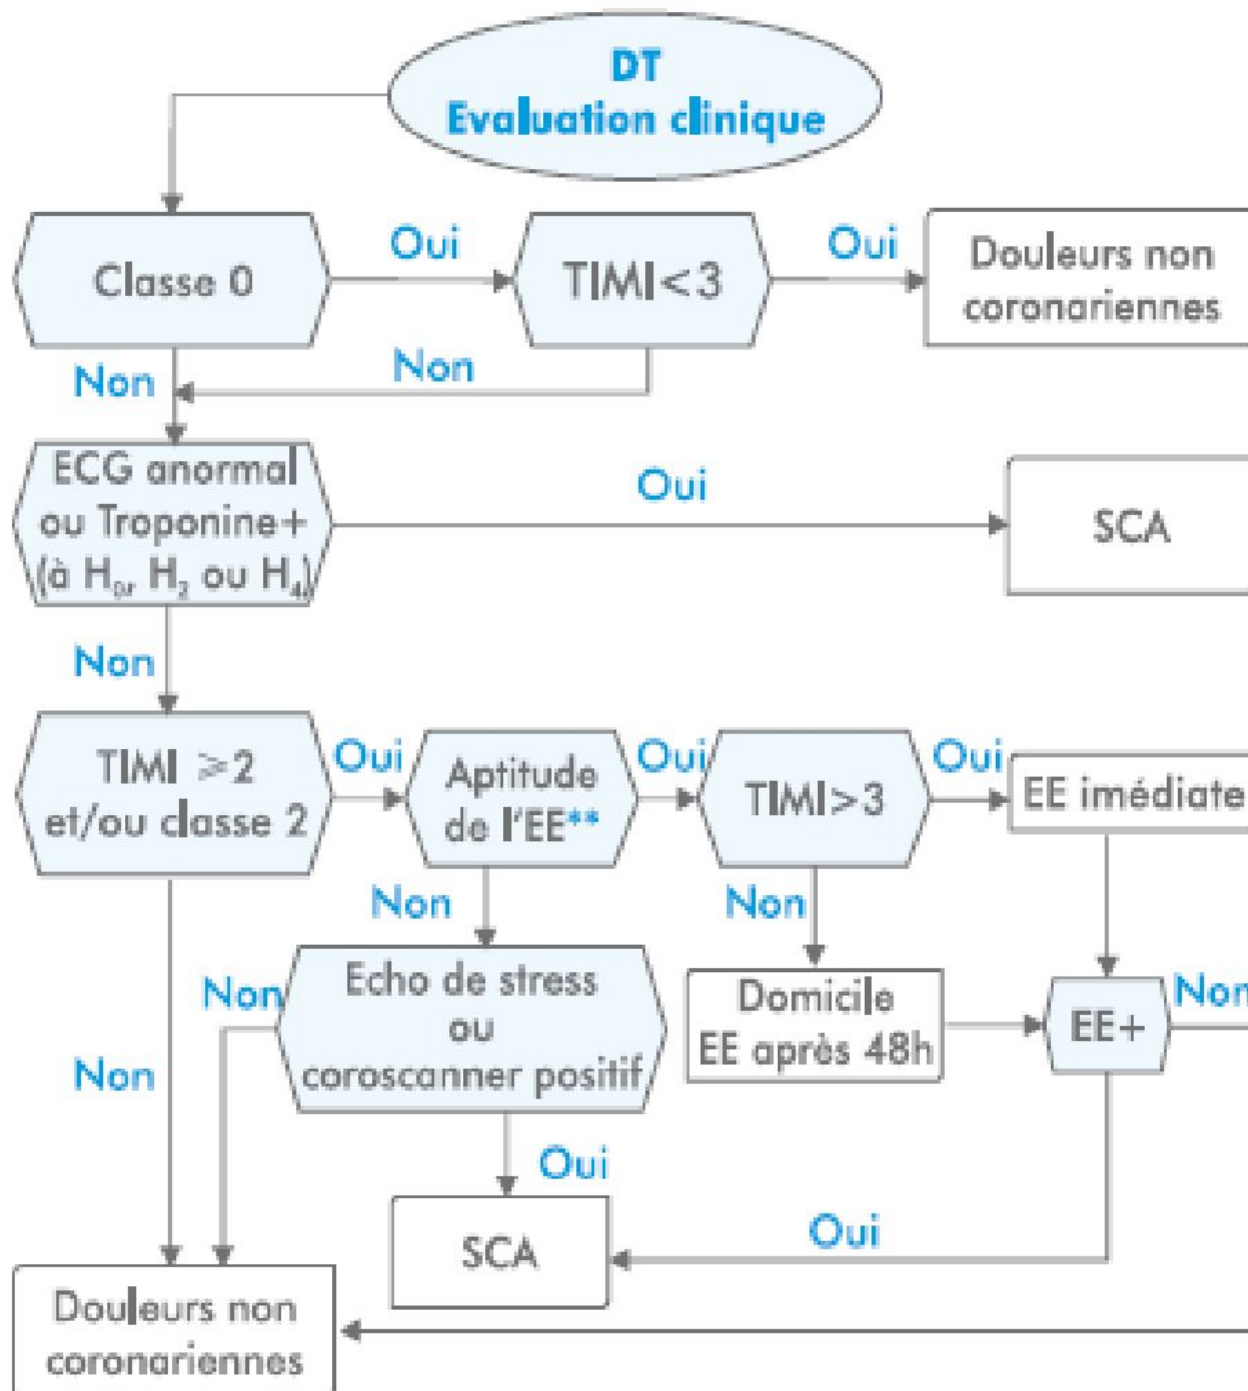 DT
Evaluation clinique
Classe 0
Oui
TIMI<3
Oui
Douleurs non
coronariennes
Non
Non
ECG anormal
ou Troponine+
(à H₀, H₂ ou H₄)
Oui
SCA
Non
TIMI ≥2
et/ou classe 2
Oui
Aptitude
de l'EE**
Oui
TIMI>3
Oui
EE imédiate
Non
Non
Echo de stress
ou
coroscanner positif
Non
Domicile
EE après 48h
EE+
Non
Non
Oui
SCA
Oui
Douleurs non
coronariennes